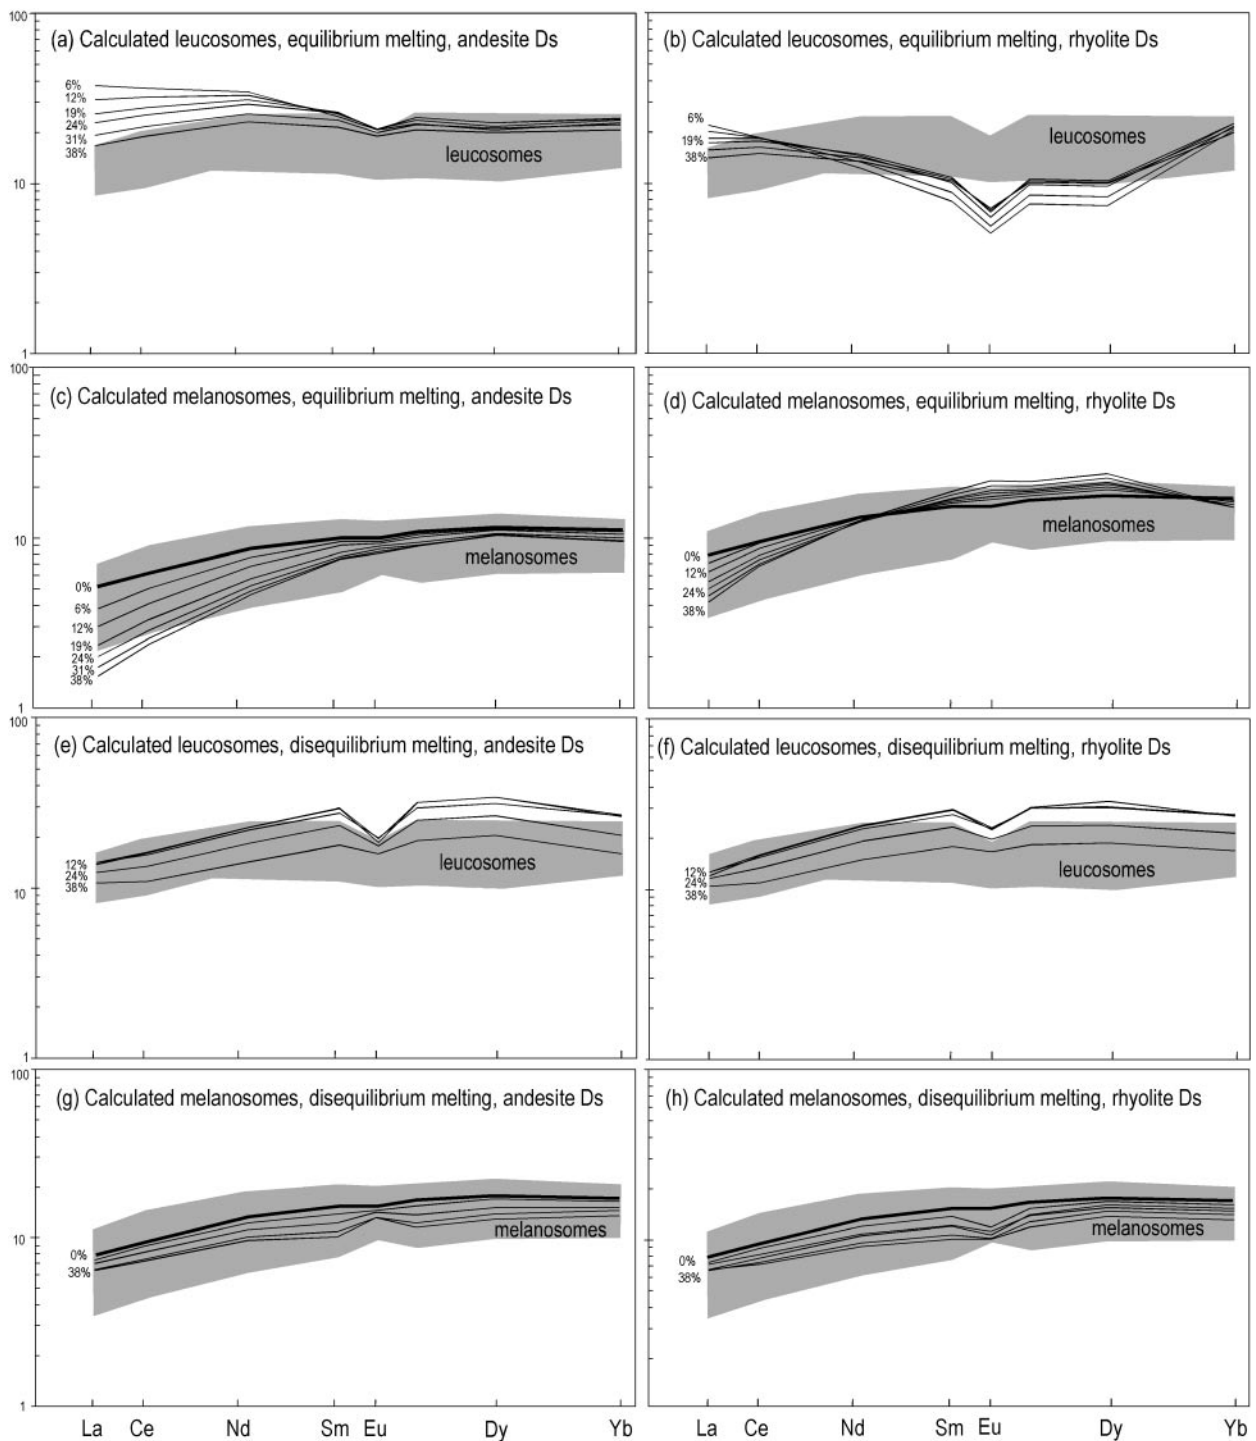 100
(a) Calculated leucosomes, equilibrium melting, andesite Ds
6%
12%
19%
24%
31%
38%
leucosomes
10
1
(b) Calculated leucosomes, equilibrium melting, rhyolite Ds
6%
19%
38%
leucosomes
100
(c) Calculated melanosomes, equilibrium melting, andesite Ds
10
melanosomes
0%
6%
12%
19%
24%
31%
38%
1
(d) Calculated melanosomes, equilibrium melting, rhyolite Ds
melanosomes
0%
12%
24%
38%
100
(e) Calculated leucosomes, disequilibrium melting, andesite Ds
12%
24%
38%
leucosomes
10
1
(f) Calculated leucosomes, disequilibrium melting, rhyolite Ds
12%
24%
38%
leucosomes
100
(g) Calculated melanosomes, disequilibrium melting, andesite Ds
0%
38%
melanosomes
10
1
(h) Calculated melanosomes, disequilibrium melting, rhyolite Ds
0%
38%
melanosomes
La Ce Nd Sm Eu Dy Yb
La Ce Nd Sm Eu Dy Yb